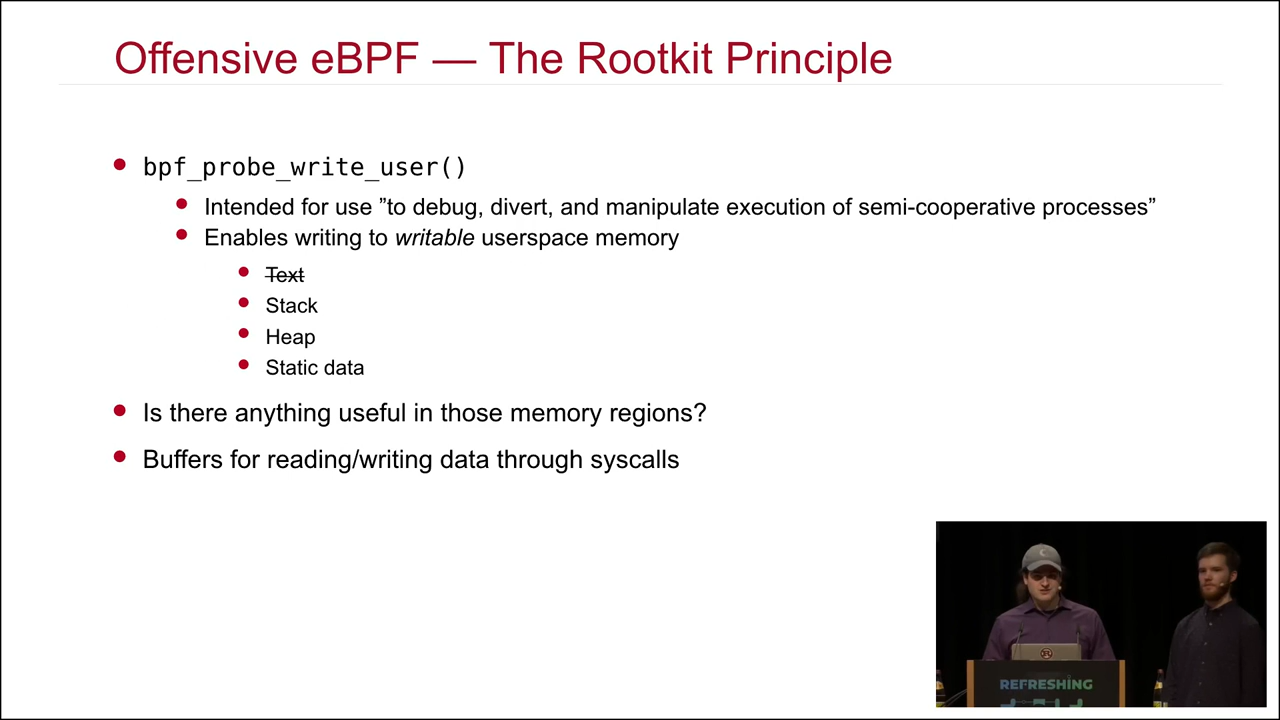 Offensive eBPF — The Rootkit Principle
bpf_probe_write_user()
Intended for use ”to debug, divert, and manipulate execution of semi-cooperative processes”
Enables writing to writable userspace memory
Text
Stack
Heap
Static data
Is there anything useful in those memory regions?
Buffers for reading/writing data through syscalls
REFRESHING